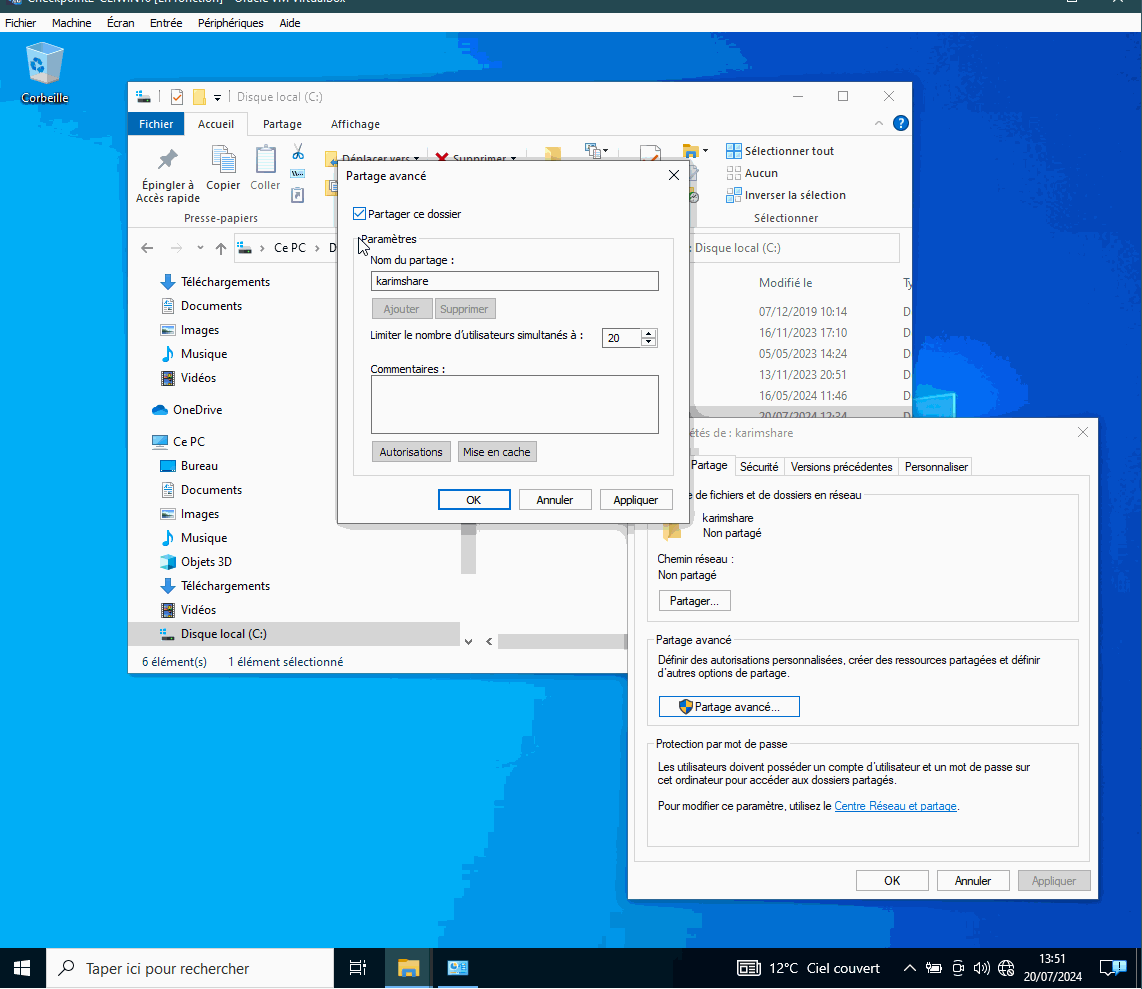 Fichier Machine Écran Entrée Périphériques Aide
Corbeille
Disque local (C:)
Fichier Accueil Partage Affichage
Épingler à
Accès rapide
Copier
Coller
Déplacer vers
Supprimer
Sélectionner tout
Aucun
Inverser la sélection
Presse-papiers
Sélectionner
Ce PC
Disque local (C:)
Téléchargements
Documents
Images
Musique
Vidéos
OneDrive
Ce PC
Bureau
Documents
Images
Musique
Objets 3D
Téléchargements
Vidéos
Disque local (C:)
6 élément(s) 1 élément sélectionné
Modifié le
07/12/2019 10:14
16/11/2023 17:10
05/05/2023 14:24
13/11/2023 20:51
16/05/2024 11:46
20/07/2024 12:34
Partage avancé
Partager ce dossier
Paramètres
Nom du partage :
karimshare
Ajouter Supprimer
Limiter le nombre d'utilisateurs simultanés à : 20
Commentaires :
Autorisations Mise en cache
OK Annuler Appliquer
de : karimshare
Partage Sécurité Versions précédentes Personnaliser
de fichiers et de dossiers en réseau
karimshare
Non partagé
Chemin réseau :
Non partagé
Partager...
Partage avancé
Définir des autorisations personnalisées, créer des ressources partagées et définir
d'autres options de partage.
Partage avancé...
Protection par mot de passe
Les utilisateurs doivent posséder un compte d'utilisateur et un mot de passe sur
cet ordinateur pour accéder aux dossiers partagés.
Pour modifier ce paramètre, utilisez le Centre Réseau et partage.
OK Annuler Appliquer
Taper ici pour rechercher
12°C Ciel couvert
13:51
20/07/2024